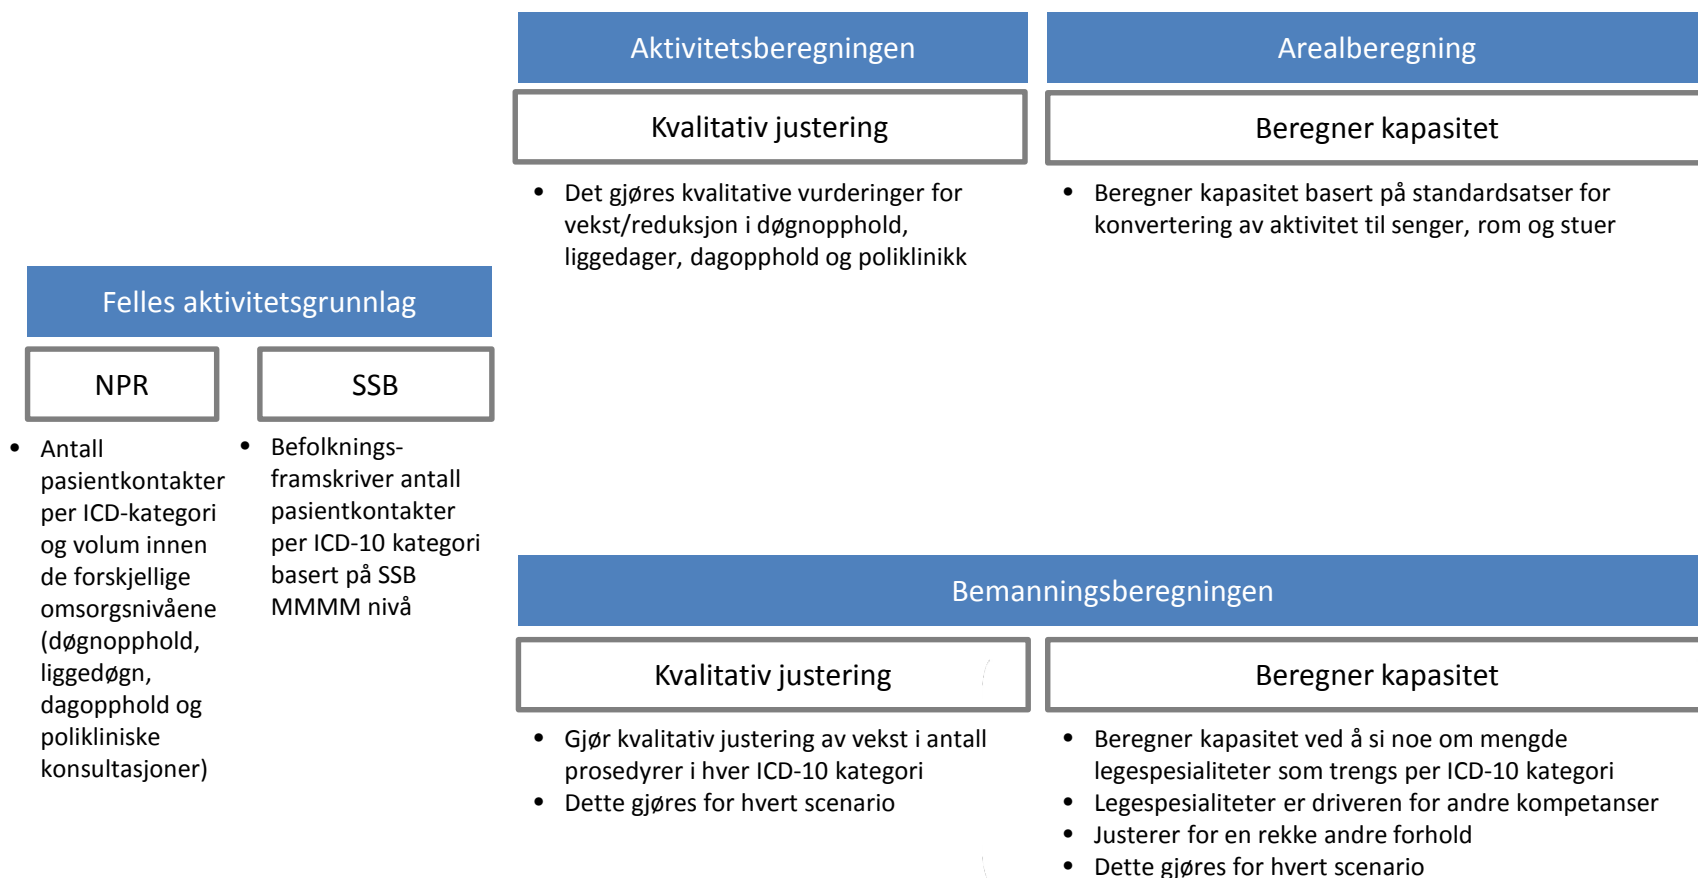 Aktivitetsberegningen
Kvalitativ justering
• Det gjøres kvalitative vurderinger for
vekst/reduksjon i døgnopphold,
liggedager, dagopphold og poliklinikk
Arealberegning
Beregner kapasitet
• Beregner kapasitet basert på standardsatser for
konvertering av aktivitet til senger, rom og stuer
Felles aktivitetsgrunnlag
NPR
• Antall
pasientkontakter
per ICD-kategori
og volum innen
de forskjellige
omsorgsnivåene
(døgnopphold,
liggedøgn,
dagopphold og
polikliniske
konsultasjoner)
SSB
• Befolknings-
framskriver antall
pasientkontakter
per ICD-10 kategori
basert på SSB
MMMM nivå
Bemanningsberegningen
Kvalitativ justering
• Gjør kvalitativ justering av vekst i antall
prosedyrer i hver ICD-10 kategori
• Dette gjøres for hvert scenario
Beregner kapasitet
• Beregner kapasitet ved å si noe om mengde
legespesialiteter som trengs per ICD-10 kategori
• Legespesialiteter er driveren for andre kompetanser
• Justerer for en rekke andre forhold
• Dette gjøres for hvert scenario